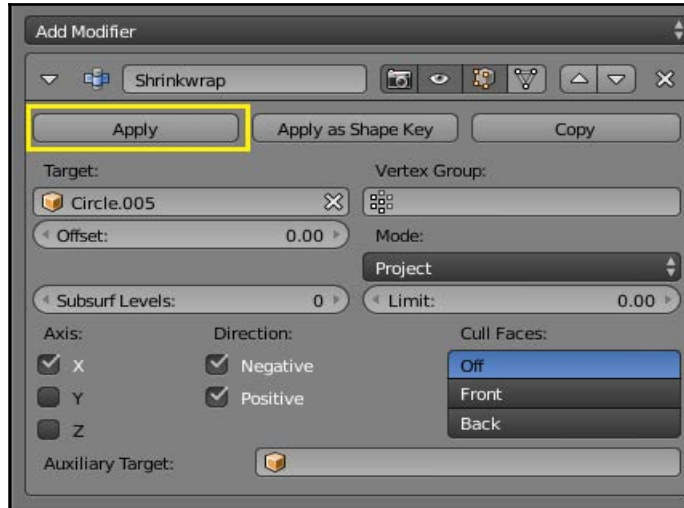 Add Modifier
Shrinkwrap
Apply Apply as Shape Key Copy
Target: Vertex Group:
Circle.005
Offset: 0.00 Mode:
Project
Subsurf Levels: 0 Limit: 0.00
Axis: Direction: Cull Faces:
X Negative Off
Y Positive Front
Z Back
Auxiliary Target: